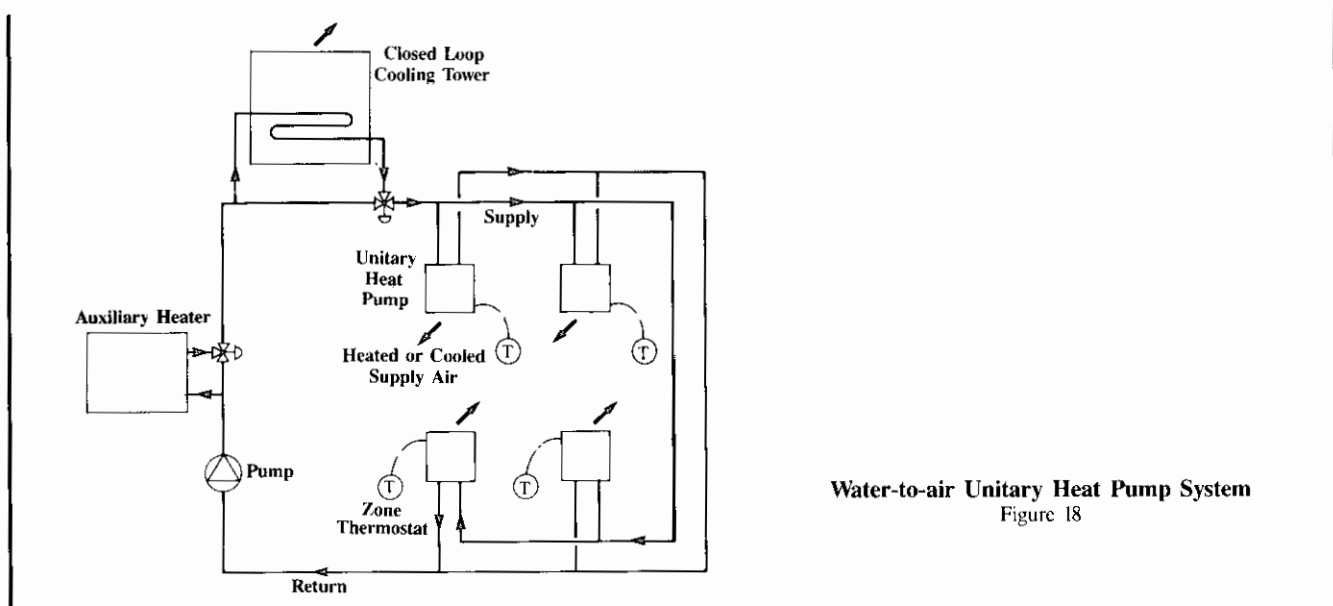 Closed Loop
Cooling Tower
Supply
Unitary
Heat
Pump
Auxiliary Heater
T
T
Heated or Cooled
Supply Air
Pump
T
T
Zone
Thermostat
Return
Water-to-air Unitary Heat Pump System
Figure 18